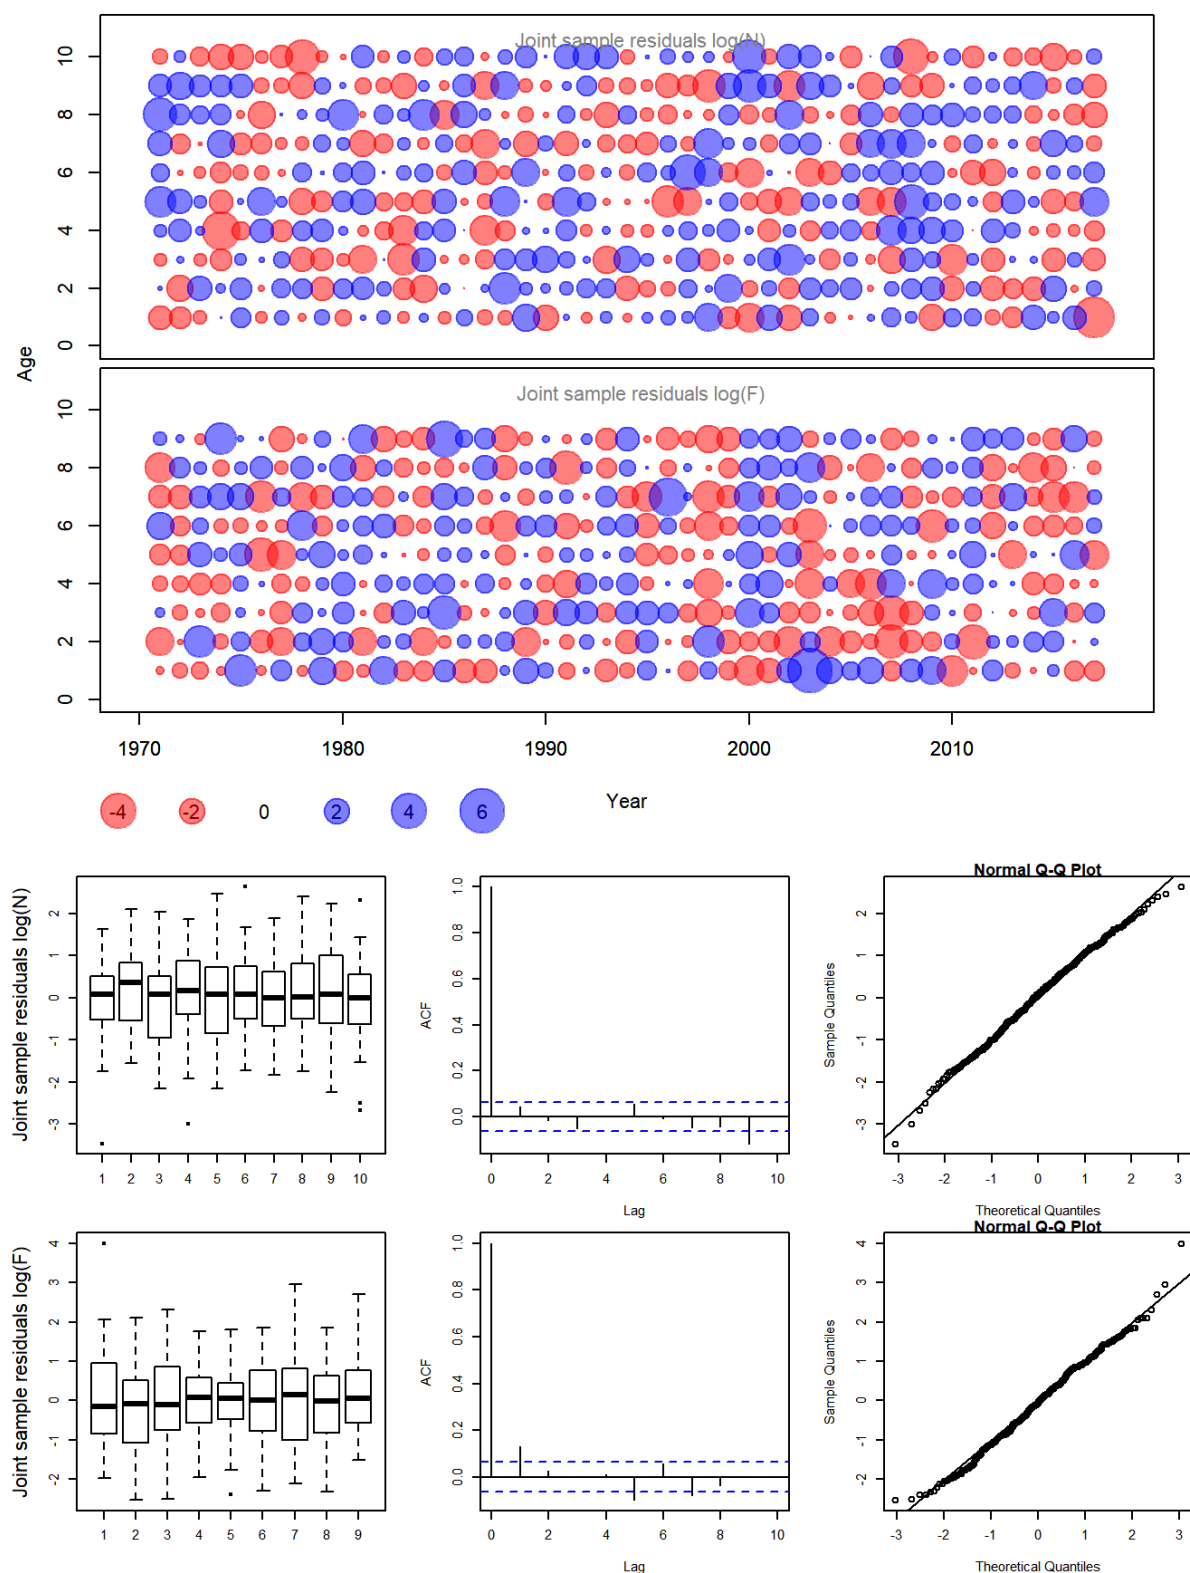 Joint sample residuals log(N)
10
8
6
4
2
0
Age
Joint sample residuals log(F)
10
8
6
4
2
0
1970 1980 1990 2000 2010
Year
-4 -2 0 2 4 6
Joint sample residuals log(N)
2
1
0
-1
-2
-3
1 2 3 4 5 6 7 8 9 10
ACF
1.0
0.8
0.6
0.4
0.2
0.0
0 2 4 6 8 10
Lag
Normal Q-Q Plot
Sample Quantiles
2
1
0
-1
-2
-3
-3 -2 -1 0 1 2 3
Theoretical Quantiles
Joint sample residuals log(F)
4
3
2
1
0
-1
-2
1 2 3 4 5 6 7 8 9
ACF
1.0
0.8
0.6
0.4
0.2
0.0
0 2 4 6 8 10
Lag
Normal Q-Q Plot
Sample Quantiles
4
3
2
1
0
-1
-2
-3 -2 -1 0 1 2 3
Theoretical Quantiles